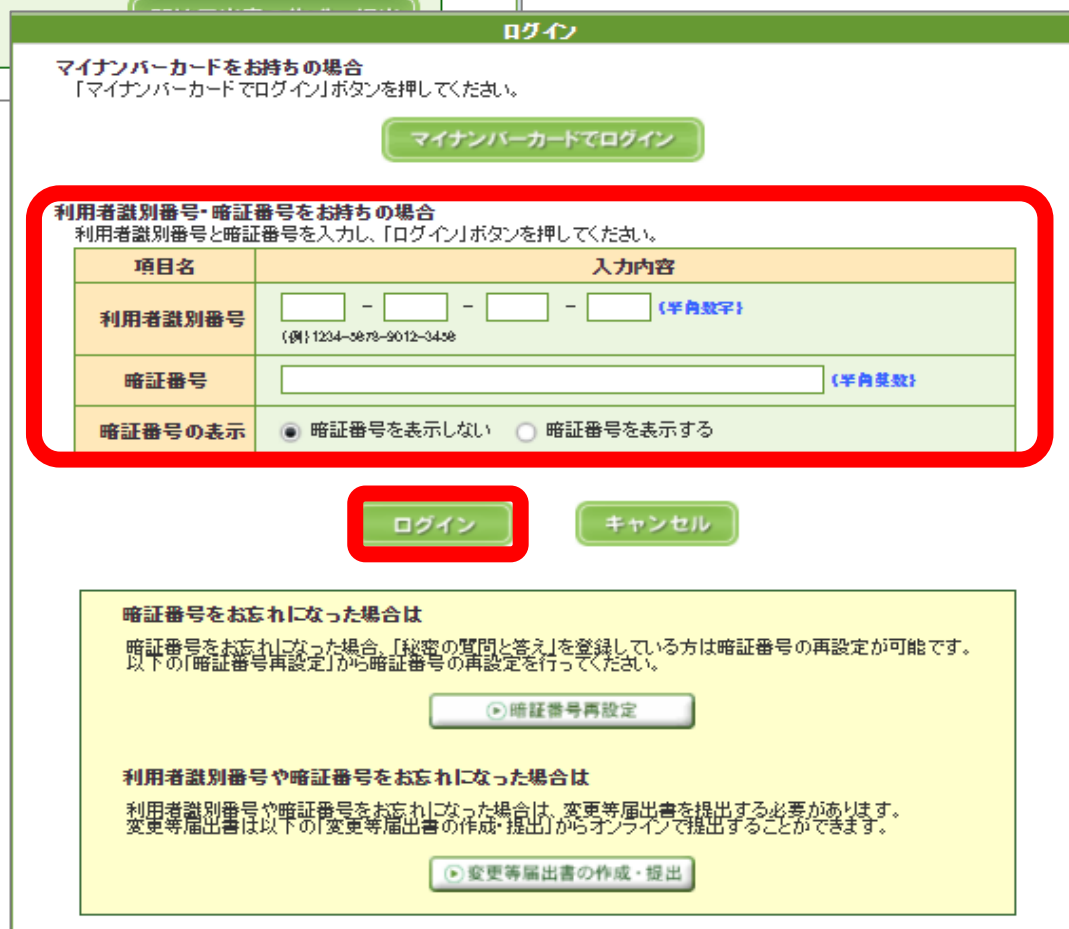 ログイン
マイナンバーカードをお持ちの場合
「マイナンバーカードでログイン」ボタンを押してください。
マイナンバーカードでログイン
利用者識別番号・暗証番号をお持ちの場合
利用者識別番号と暗証番号を入力し、「ログイン」ボタンを押してください。
項目名 入力内容
利用者識別番号 - - - (半角数字)
(例)1234-5678-9012-3456
暗証番号 (半角英数)
暗証番号の表示 暗証番号を表示しない 暗証番号を表示する
ログイン キャンセル
暗証番号をお忘れになった場合は
暗証番号をお忘れになった場合、「秘密の質問と答え」を登録している方は暗証番号の再設定が可能です。
以下の「暗証番号再設定」から暗証番号の再設定を行ってください。
暗証番号再設定
利用者識別番号や暗証番号をお忘れになった場合は
利用者識別番号や暗証番号をお忘れになった場合は、変更等届出書を提出する必要があります。
変更等届出書は以下の「変更等届出書の作成・提出」からオンラインで提出することができます。
変更等届出書の作成・提出